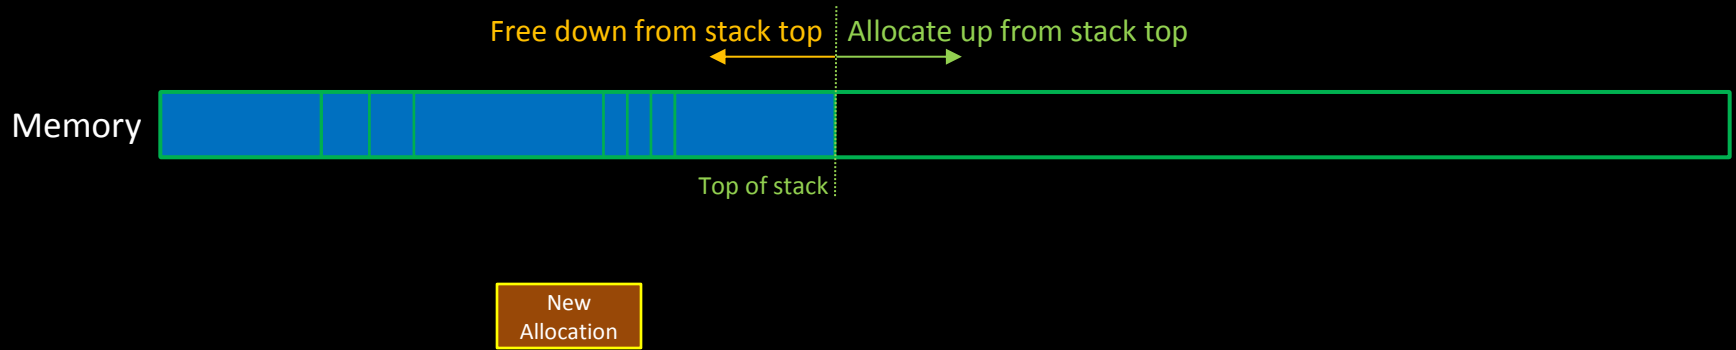 Free down from stack top
Allocate up from stack top
Memory
Top of stack
New
Allocation